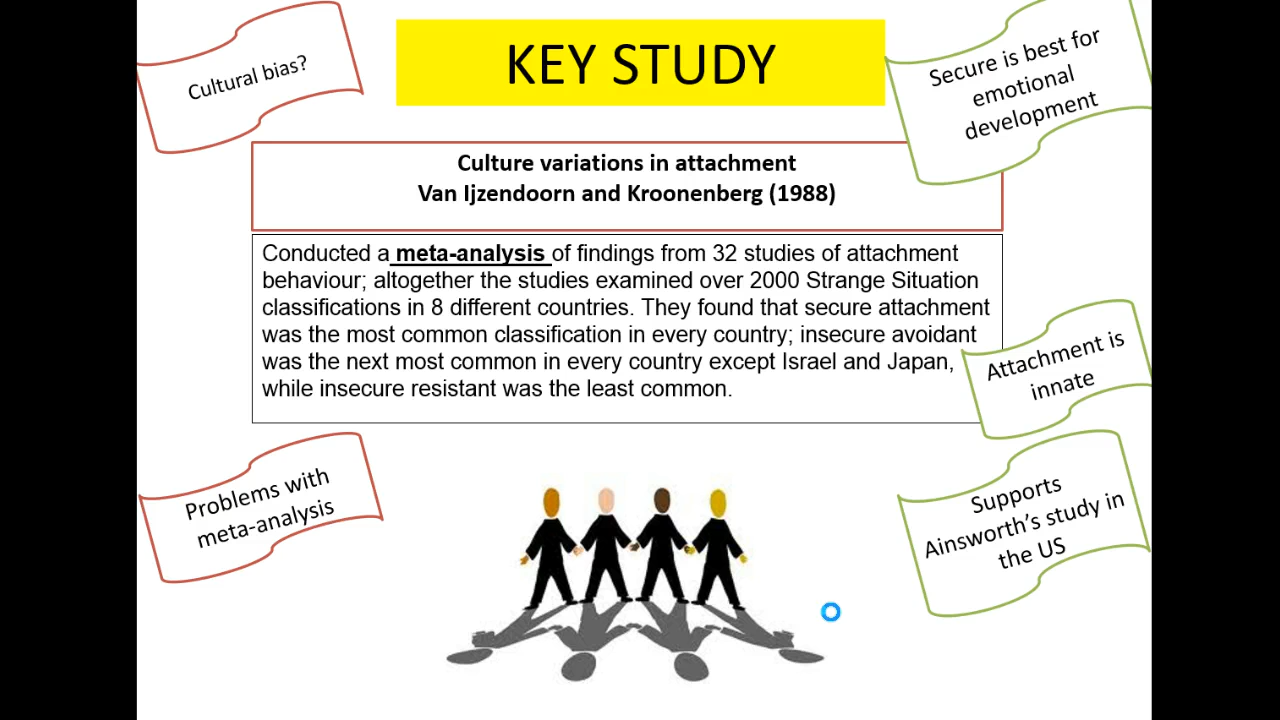 Cultural bias?
KEY STUDY
Secure is best for
emotional
development
Culture variations in attachment
Van Ijzendoorn and Kroonenberg (1988)
Conducted a meta-analysis of findings from 32 studies of attachment
behaviour; altogether the studies examined over 2000 Strange Situation
classifications in 8 different countries. They found that secure attachment
was the most common classification in every country; insecure avoidant
was the next most common in every country except Israel and Japan,
while insecure resistant was the least common.
Attachment is
innate
Problems with
meta-analysis
Supports
Ainsworth's study in
the US